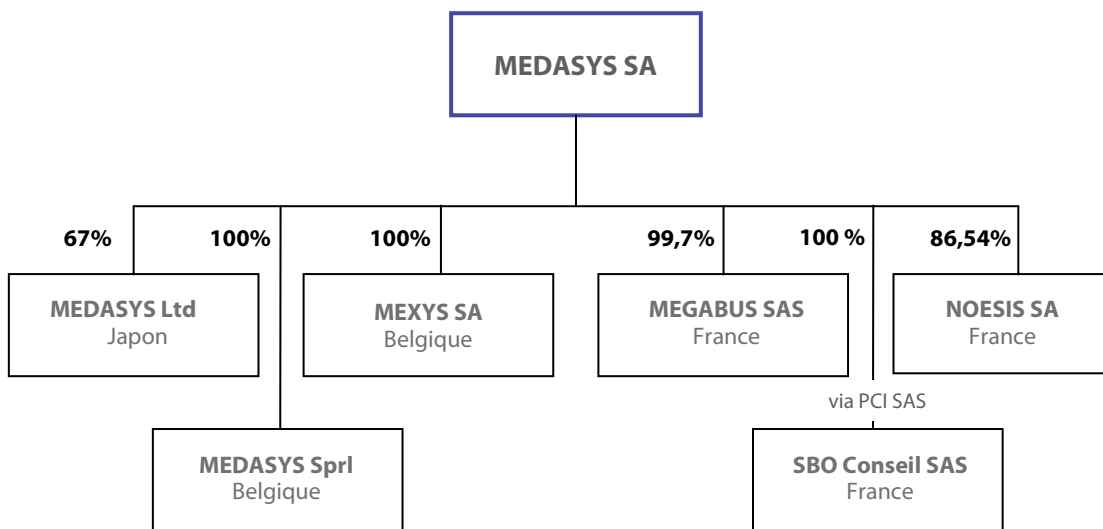 MEDASYS SA
67%
100%
100%
99,7%
100 %
86,54%
MEDASYS Ltd
Japon
MEXYS SA
Belgique
MEGABUS SAS
France
NOESIS SA
France
via PCI SAS
MEDASYS Sprl
Belgique
SBO Conseil SAS
France